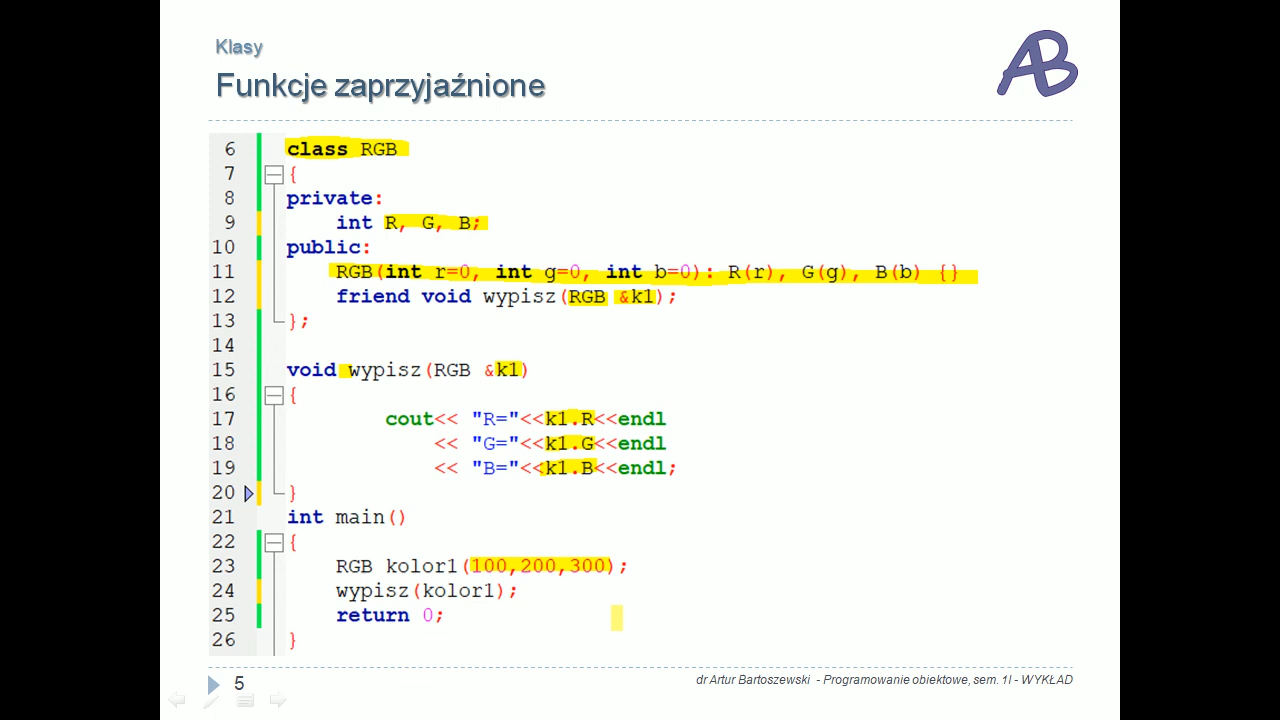 Klasy
Funkcje zaprzyjaźnione
AB
6 class RGB
7 {
8 private:
9 int R, G, B;
10 public:
11 RGB(int r=0, int g=0, int b=0): R(r), G(g), B(b) {}
12 friend void wypisz(RGB &k1);
13 };
14
15 void wypisz(RGB &k1)
16 {
17 cout<< "R="<<k1.R<<endl
18 << "G="<<k1.G<<endl
19 << "B="<<k1.B<<endl;
20 }
21 int main()
22 {
23 RGB kolor1(100,200,300);
24 wypisz(kolor1);
25 return 0;
26 }
5
dr Artur Bartoszewski - Programowanie obiektowe, sem. 1I - WYKŁAD